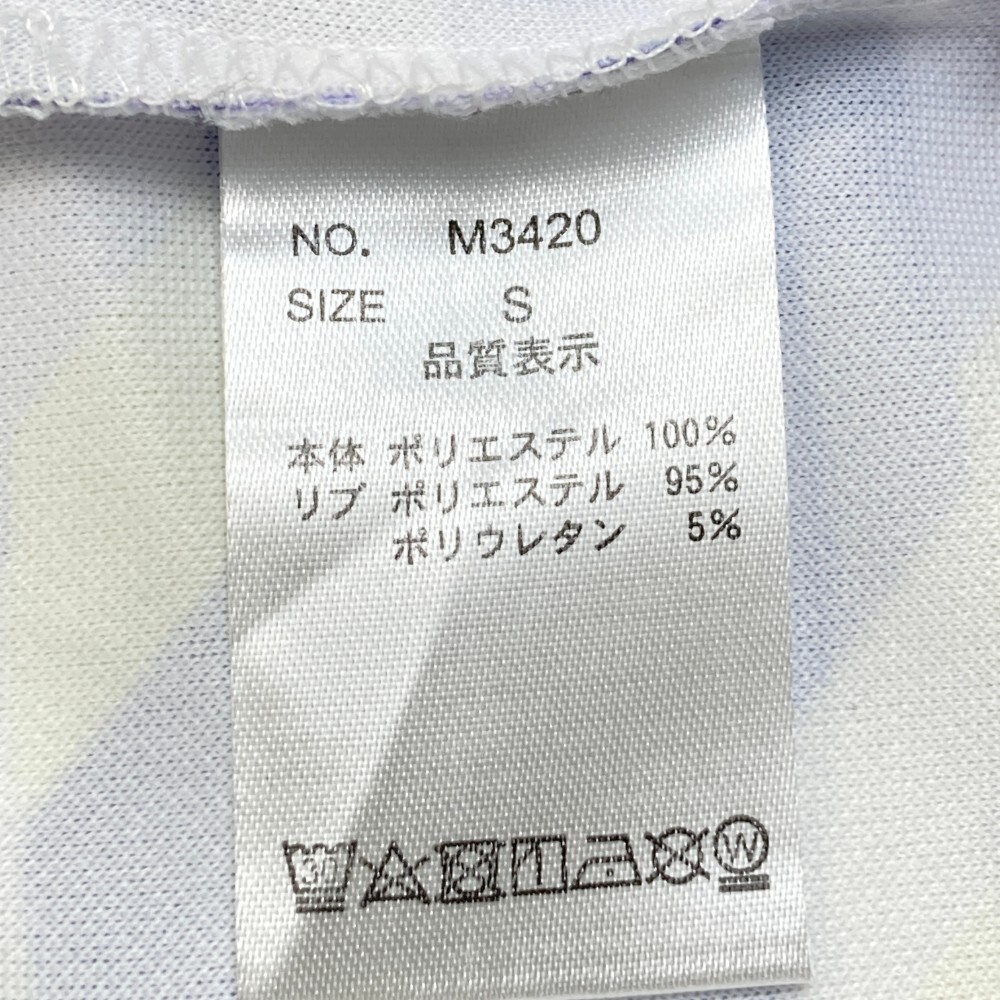 NO. M3420
SIZE S
品質表示
本体 ポリエステル 100%
リブ ポリエステル 95%
ポリウレタン 5%
30
W